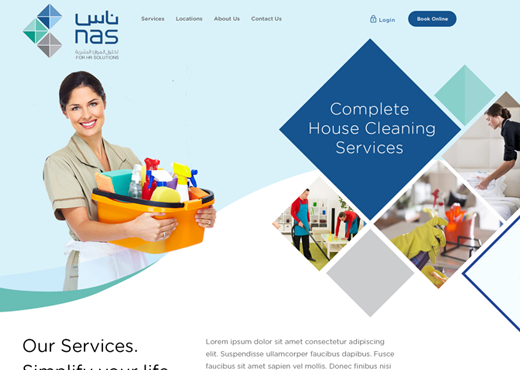 ناس
nas
لحلول الموارد البشرية
FOR HR SOLUTIONS
Services Locations About Us Contact Us
Login
Book Online
Complete
House Cleaning
Services
Our Services.
Simplify your life
Lorem ipsum dolor sit amet consectetur adipiscing
elit. Suspendisse ullamcorper faucibus dapibus. Fusce
faucibus sit amet sapien vel mollis. Donec finibus nisi